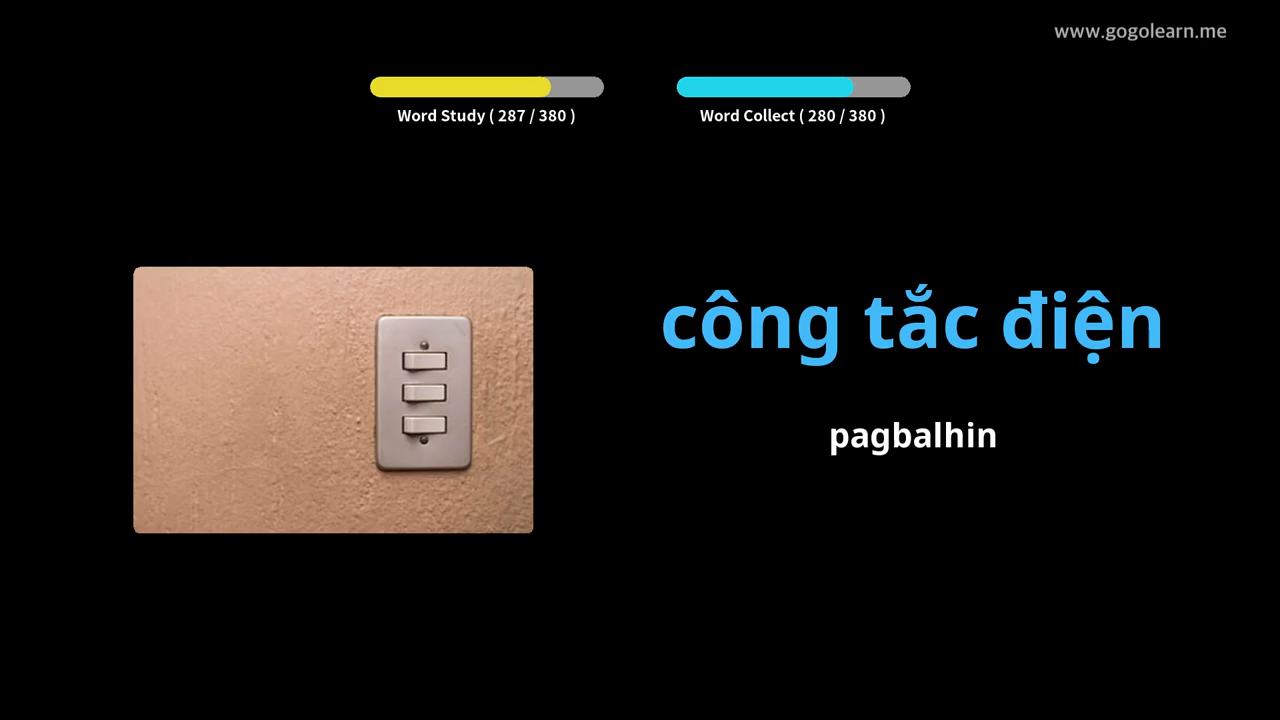 www.gogolearn.me
Word Study ( 287 / 380 )
Word Collect ( 280 / 380 )
công tắc điện
pagbalhin